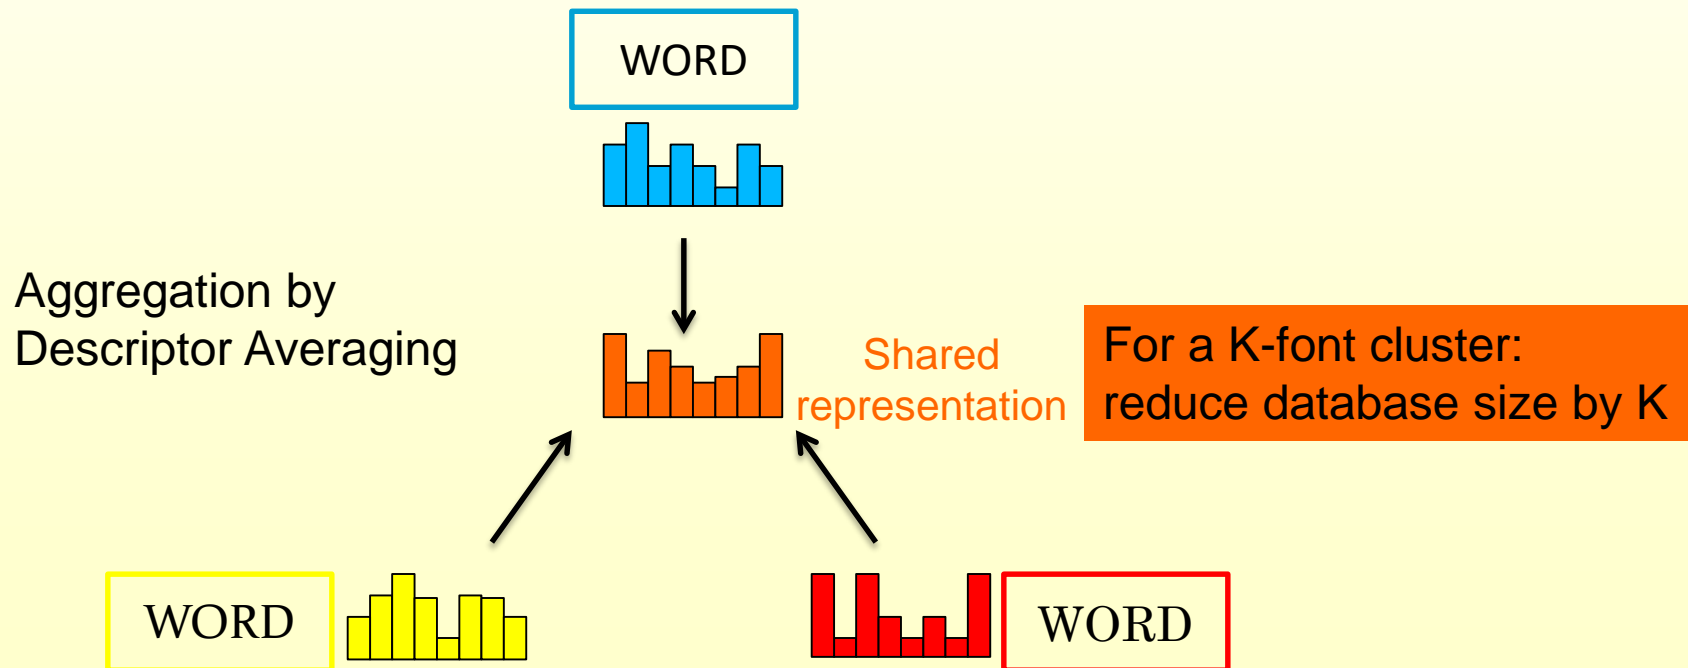 WORD
Aggregation by
Descriptor Averaging
Shared
representation
For a K-font cluster:
reduce database size by K
WORD
WORD